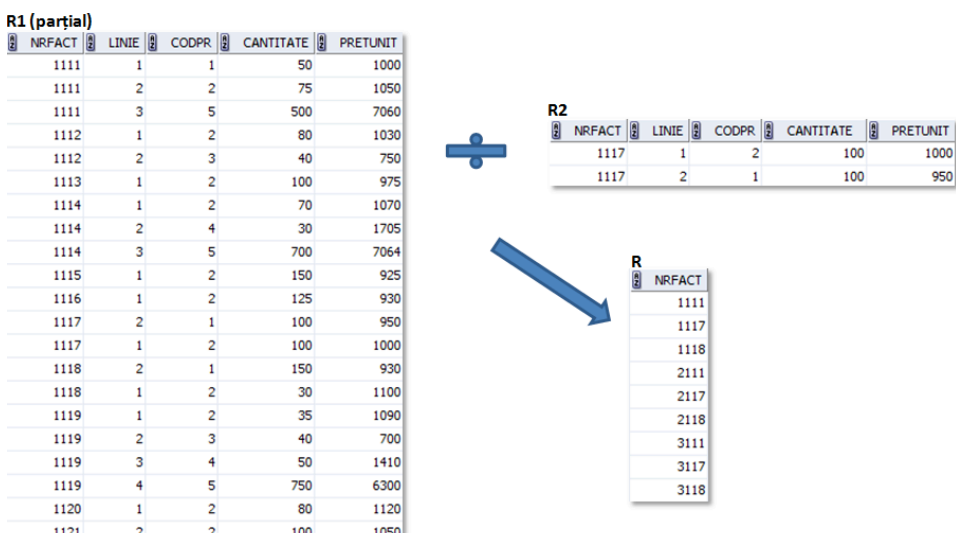 R1 (parțial)
NRFACT LINIE CODPR CANTITATE PRETUNIT
1111 1 1 50 1000
1111 2 2 75 1050
1111 3 5 500 7060
1112 1 2 80 1030
1112 2 3 40 750
1113 1 2 100 975
1114 1 2 70 1070
1114 2 4 30 1705
1114 3 5 700 7064
1115 1 2 150 925
1116 1 2 125 930
1117 2 1 100 950
1117 1 2 100 1000
1118 2 1 150 930
1118 1 2 30 1100
1119 1 2 35 1090
1119 2 3 40 700
1119 3 4 50 1410
1119 4 5 750 6300
1120 1 2 80 1120
1121 2 2 100 1050
R2
NRFACT LINIE CODPR CANTITATE PRETUNIT
1117 1 2 100 1000
1117 2 1 100 950
R
NRFACT
1111
1117
1118
2111
2117
2118
3111
3117
3118